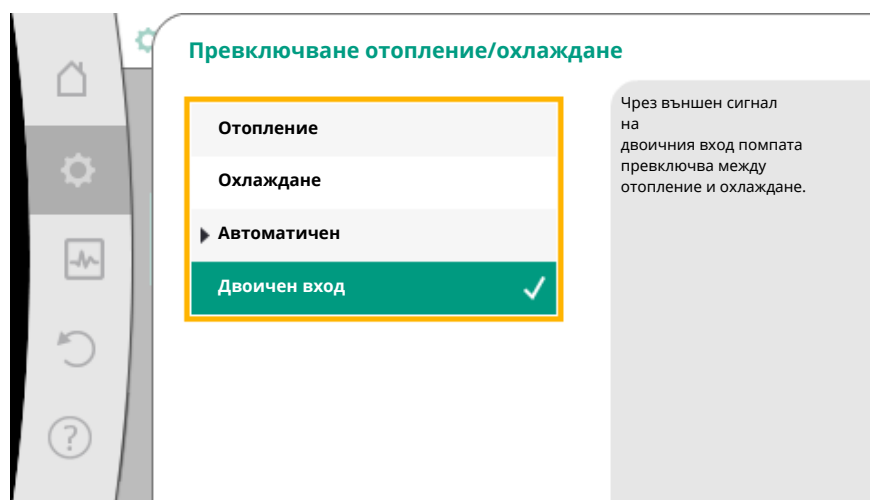 Превключване отопление/охлаждане
Отопление
Охлаждане
Автоматичен
Двоичен вход
Чрез външен сигнал
на
двоичния вход помпата
превключва между
отопление и охлаждане.
?